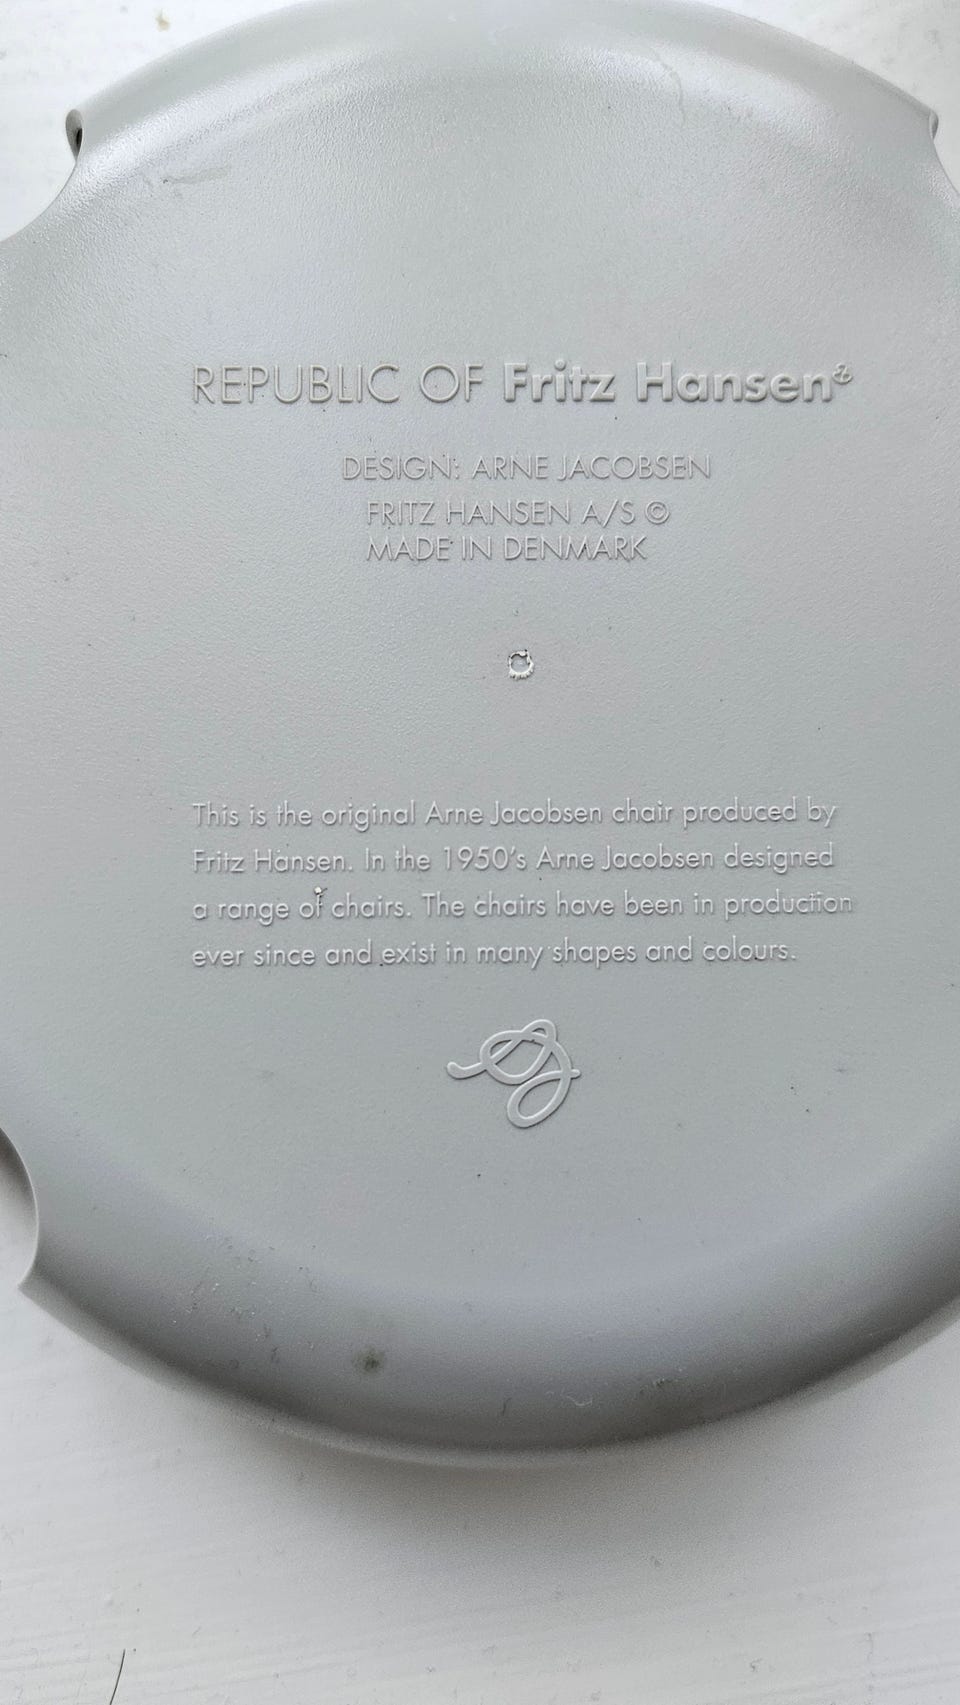 REPUBLIC OF Fritz Hansen
DESIGN: ARNE JACOBSEN
FRITZ HANSEN A/S ©
MADE IN DENMARK
This is the original Arne Jacobsen chair produced by
Fritz Hansen. In the 1950's Arne Jacobsen designed
a range of chairs. The chairs have been in production
ever since and exist in many shapes and colours.